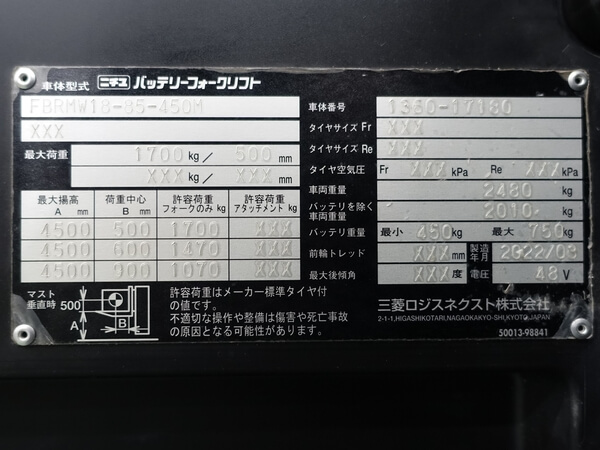 車体型式 ニチユ バッテリーフォークリフト
FBRMW18-85-450M
XXX
最大荷重 1700 kg / 500 mm
XXX kg / XXX mm
最大揚高 A mm 荷重中心 B mm 許容荷重 フォークのみ kg 許容荷重 アタッチメント kg
4500 500 1700 XXX
4500 600 1470 XXX
4500 900 1070 XXX
マスト垂直時 500 A B
許容荷重はメーカー標準タイヤ付
の値です。
不適切な操作や整備は傷害や死亡事故
の原因となる可能性があります。
車体番号
タイヤサイズ Fr XXX
タイヤサイズ Re XXX
タイヤ空気圧 Fr XXX kPa Re XXX kPa
車両重量 2480 kg
バッテリを除く車両重量 2010 kg
バッテリ重量 最小 450 kg 最大 750 kg
前輪トレッド XXX mm 製造年月
最大後傾角 XXX 度 電圧 48 V
三菱ロジスネクスト株式会社
2-1-1,HIGASHIKOTARI,NAGAOKAKYO-SHI,KYOTO,JAPAN
50013-98841